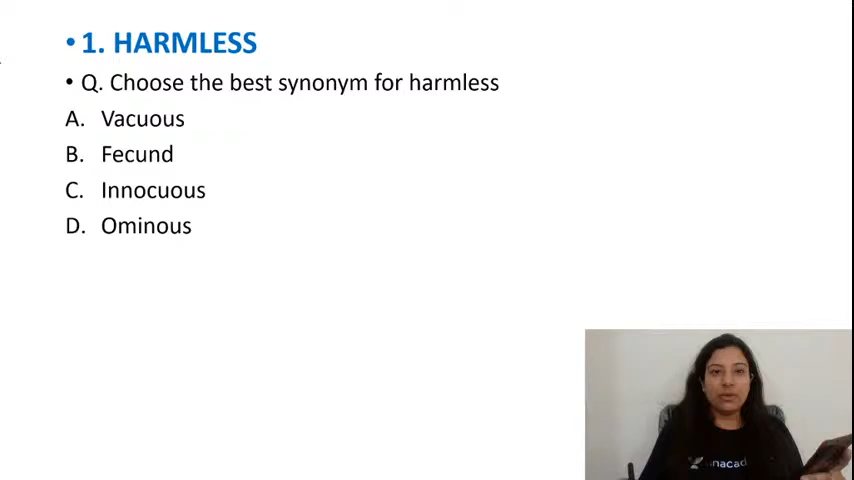 • 1. HARMLESS
• Q. Choose the best synonym for harmless
A. Vacuous
B. Fecund
C. Innocuous
D. Ominous